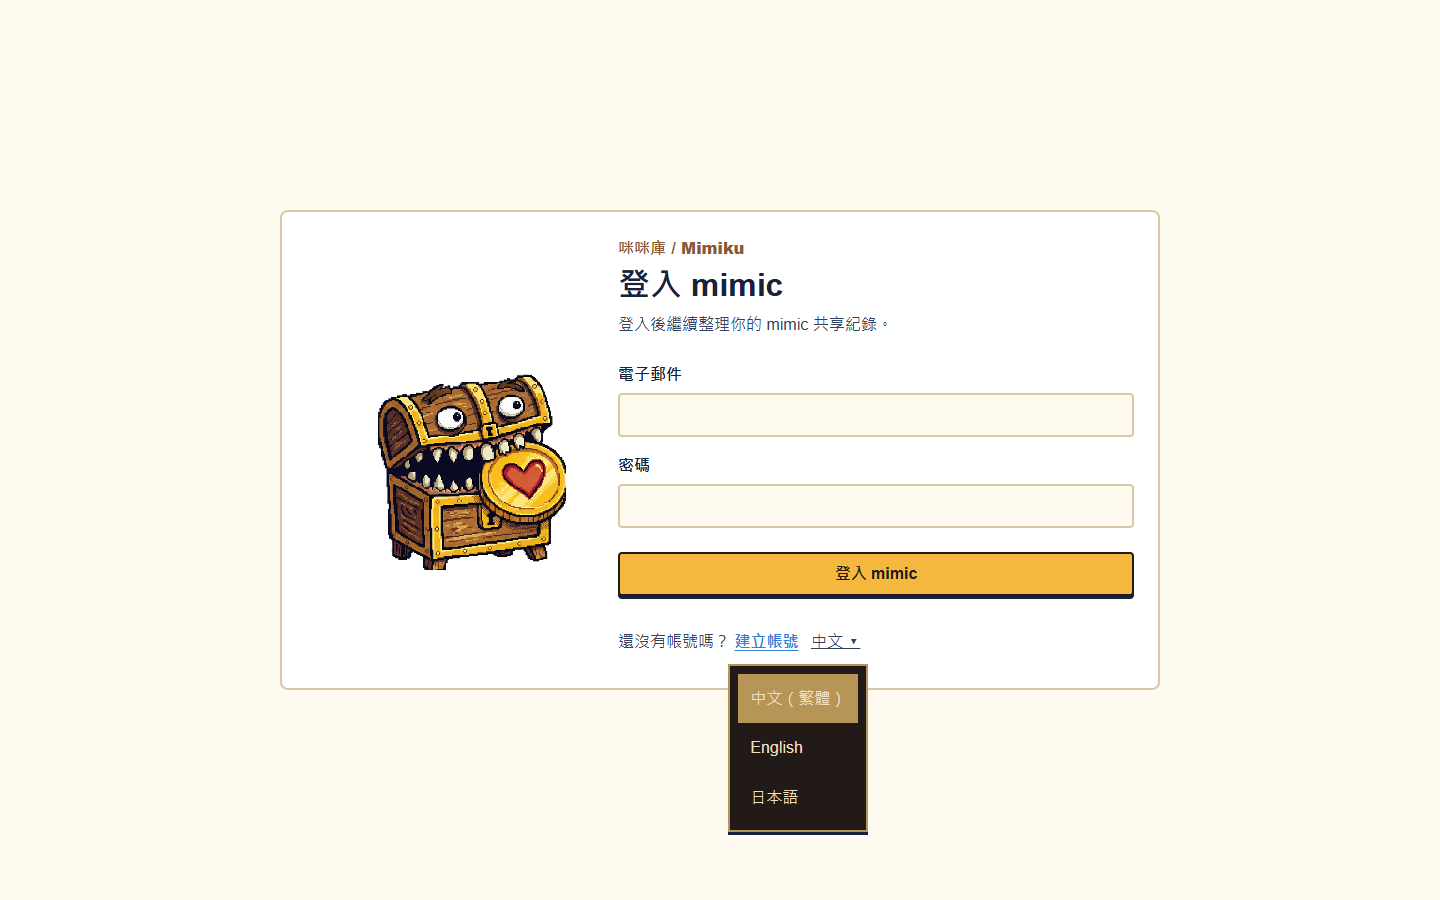 咪咪庫 / Mimiku
登入 mimic
登入後繼續整理你的 mimic 共享紀錄。
電子郵件
密碼
登入 mimic
還沒有帳號嗎？ 建立帳號 中文 ▾
中文（繁體）
English
日本語